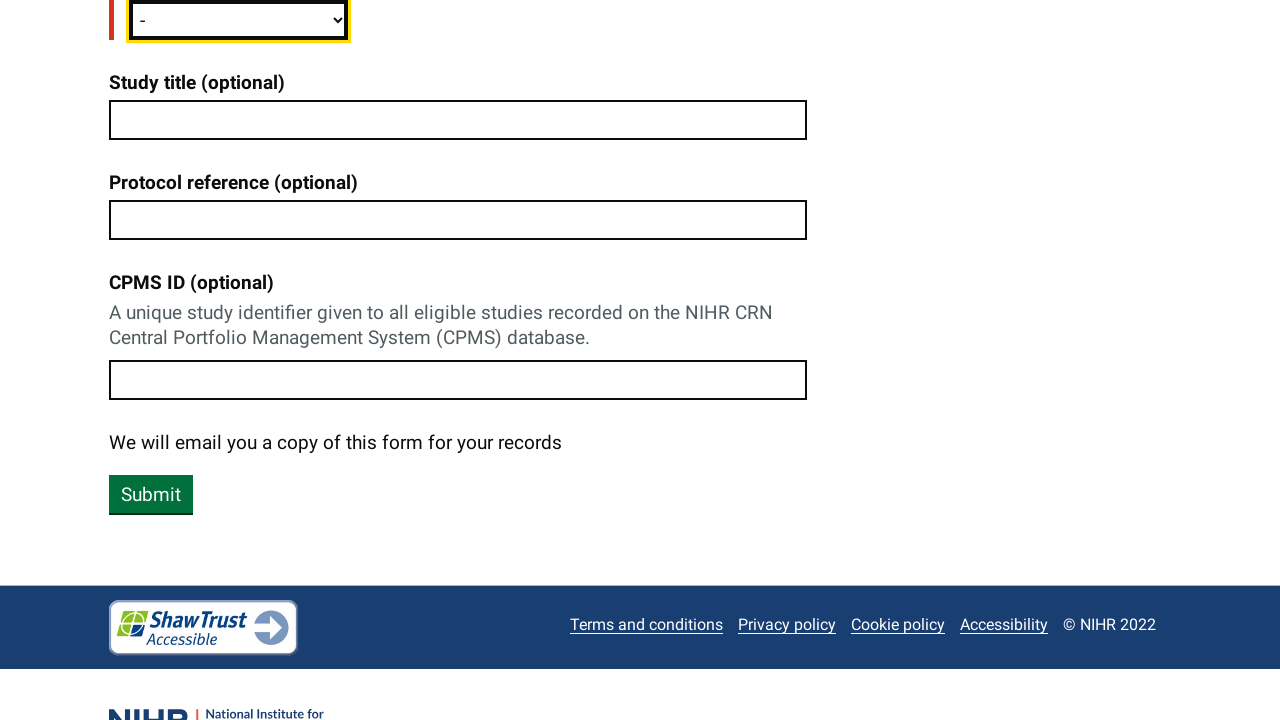 -
Study title (optional)
Protocol reference (optional)
CPMS ID (optional)
A unique study identifier given to all eligible studies recorded on the NIHR CRN
Central Portfolio Management System (CPMS) database.
We will email you a copy of this form for your records
Submit
ShawTrust
Accessible
Terms and conditions Privacy policy Cookie policy Accessibility © NIHR 2022
NIHR | National Institute for